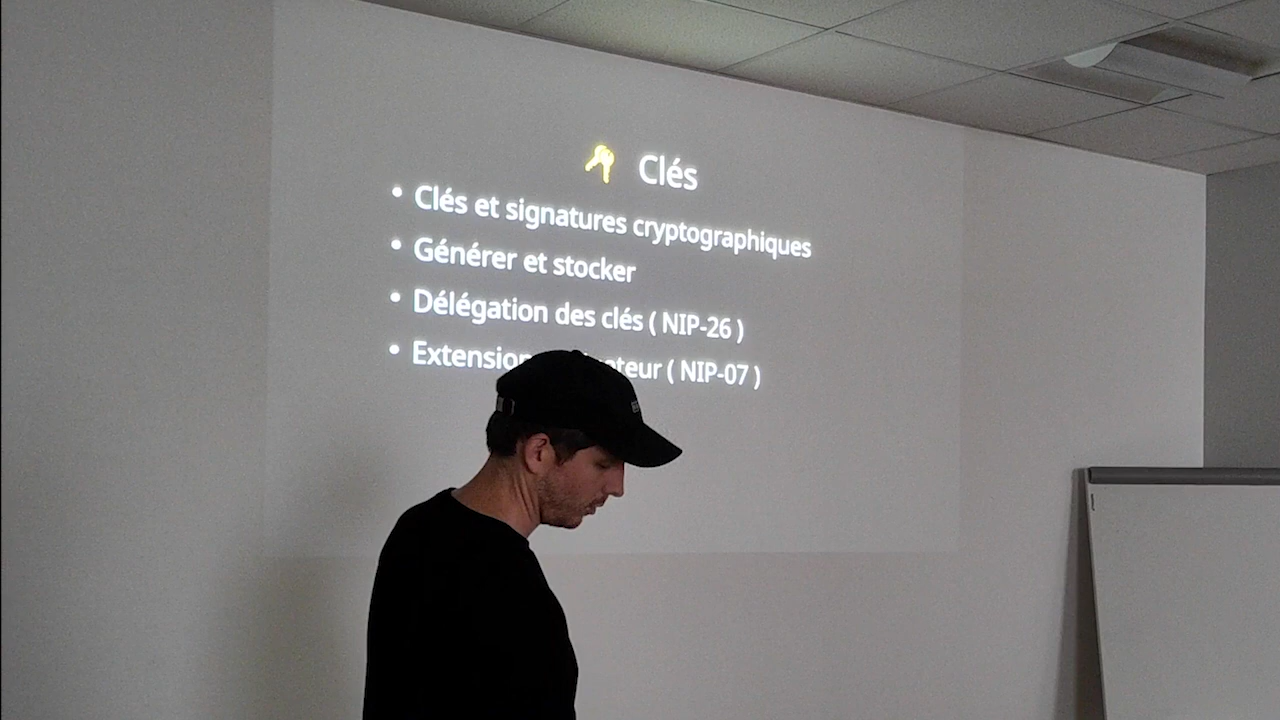 Clés
• Clés et signatures cryptographiques
• Générer et stocker
• Délégation des clés ( NIP-26 )
• Extension ( NIP-07 )